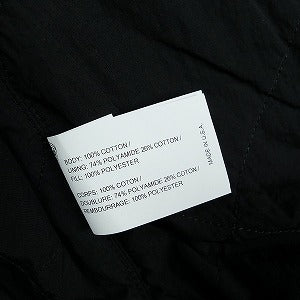 BODY: 100% COTTON /
LINING: 74% POLYAMIDE 26% COTTON /
FILL: 100% POLYESTER
CORPS: 100% COTON /
DOUBLURE: 74% POLYAMIDE 26% COTON /
REMBOURRAGE: 100% POLYESTER
MADE IN U.S.A.